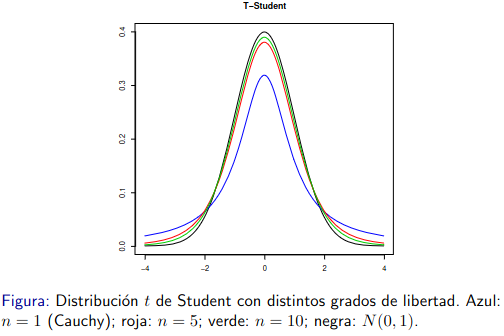 T−Student
0.4
0.3
0.2
0.1
0.0
−4 −2 0 2 4
Figura: Distribución t de Student con distintos grados de libertad. Azul:
n = 1 (Cauchy); roja: n = 5; verde: n = 10; negra: N(0, 1).